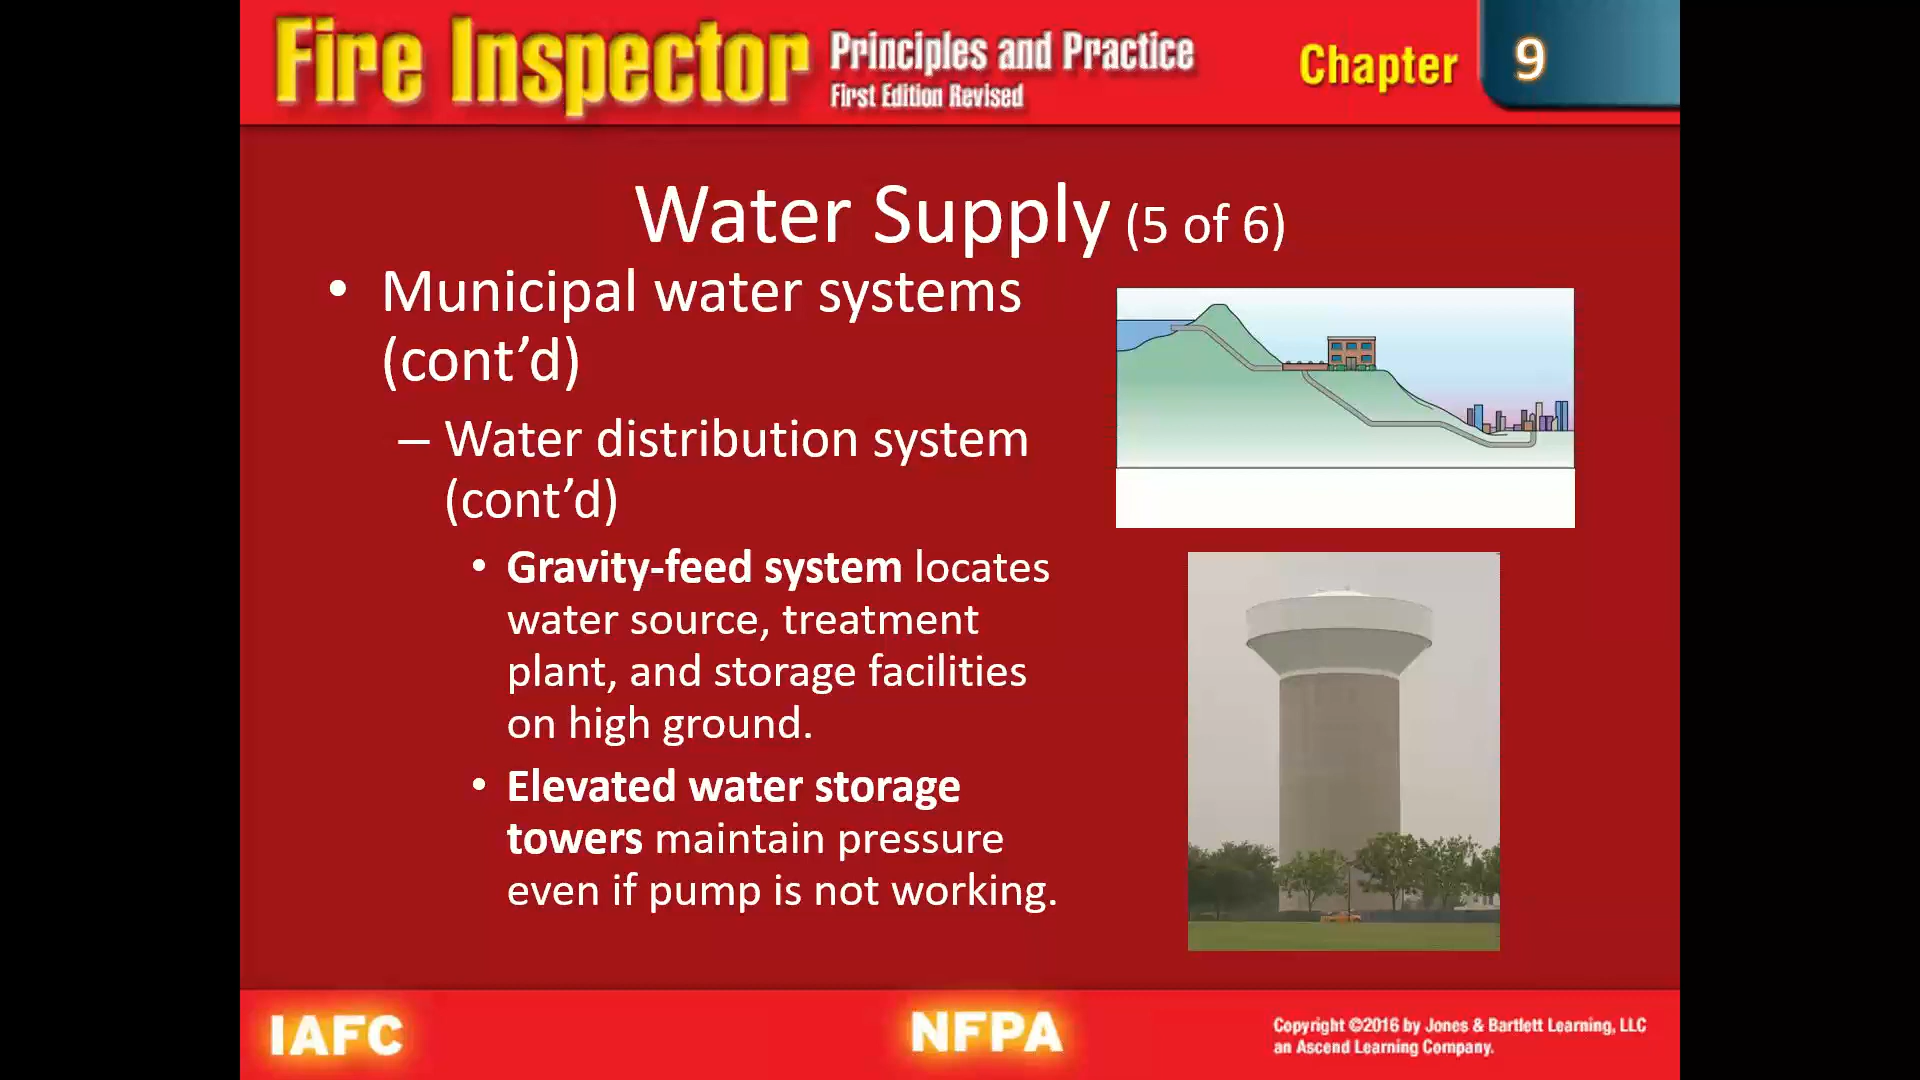 Fire Inspector Principles and Practice
First Edition Revised
Chapter 9
Water Supply (5 of 6)
• Municipal water systems
(cont’d)
– Water distribution system
(cont’d)
• Gravity-feed system locates
water source, treatment
plant, and storage facilities
on high ground.
• Elevated water storage
towers maintain pressure
even if pump is not working.
IAFC
NFPA
Copyright ©2016 by Jones & Bartlett Learning, LLC
an Ascend Learning Company.